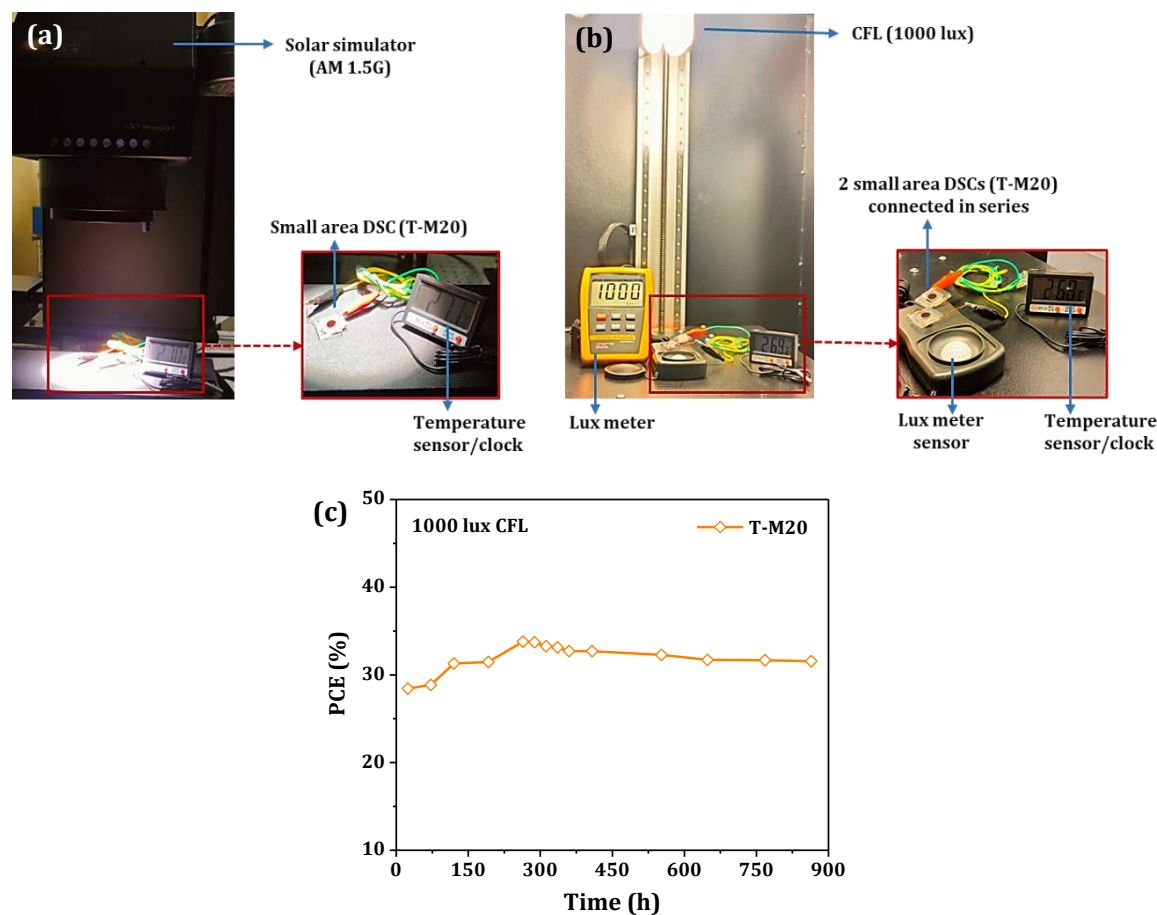 (a)
Solar simulator
(AM 1.5G)
Newport
Small area DSC (T-M20)
Temperature
sensor/clock
(b)
CFL (1000 lux)
1000
2 small area DSCs (T-M20)
connected in series
Lux meter
Lux meter
sensor
Temperature
sensor/clock
(c)
1000 lux CFL
T-M20
PCE (%)
50
40
30
20
10
0
150
300
450
600
750
900
Time (h)